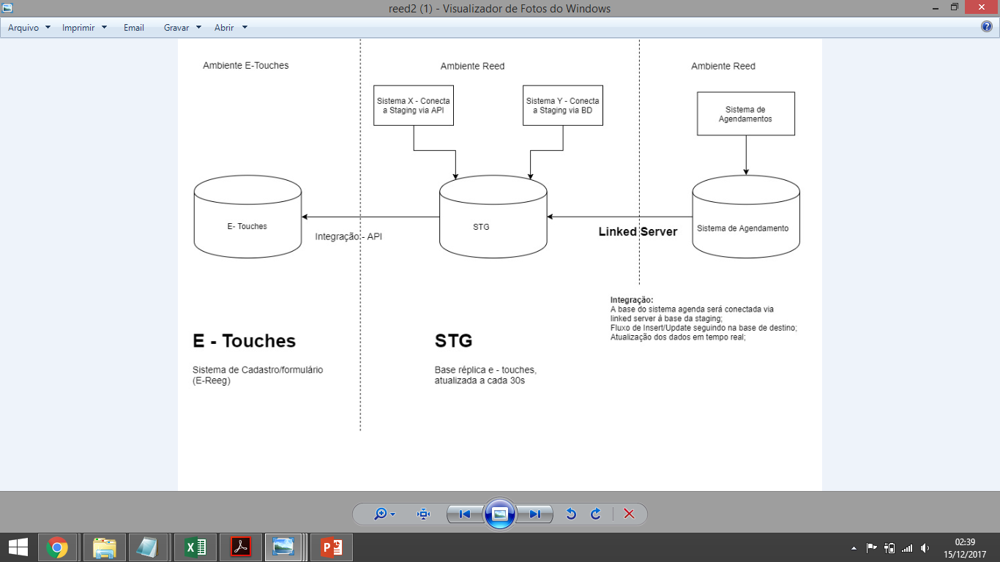 reed2 (1) - Visualizador de Fotos do Windows
Arquivo
Imprimir
Email
Gravar
Abrir
Ambiente E-Touches
Ambiente Reed
Ambiente Reed
Sistema X - Conecta
a Staging via API
Sistema Y - Conecta
a Staging via BD
Sistema de
Agendamentos
E- Touches
STG
Sistema de Agendamento
Integração - API
Linked Server
Integração:
A base do sistema agenda será conectada via
linked server à base da staging;
Fluxo de Insert/Update seguindo na base de destino;
Atualização dos dados em tempo real;
E - Touches
Sistema de Cadastro/formulário
(E-Reeg)
STG
Base réplica e - touches,
atualizada a cada 30s
02:39
15/12/2017